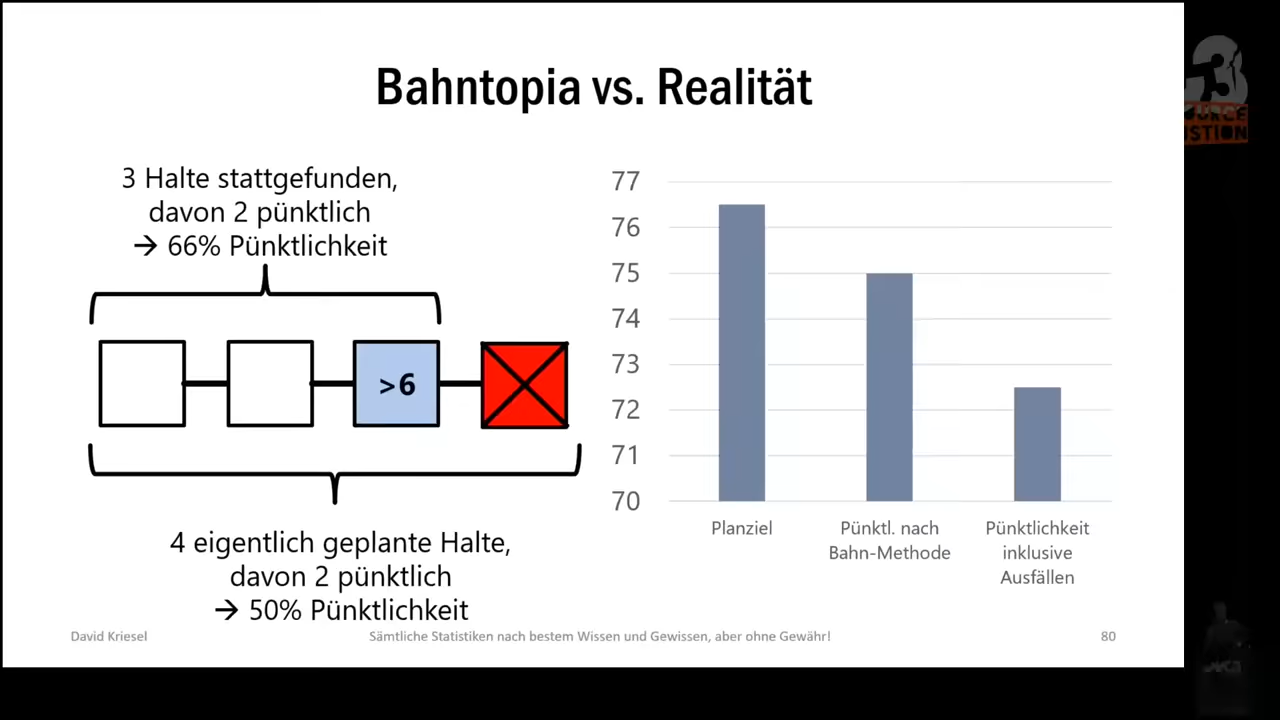 Bahntopia vs. Realität
3 Halte stattgefunden,
davon 2 pünktlich
→ 66% Pünktlichkeit
>6
4 eigentlich geplante Halte,
davon 2 pünktlich
→ 50% Pünktlichkeit
77
76
75
74
73
72
71
70
Planziel
Pünktl. nach
Bahn-Methode
Pünktlichkeit
inklusive
Ausfällen
David Kriesel
Sämtliche Statistiken nach bestem Wissen und Gewissen, aber ohne Gewähr!
80